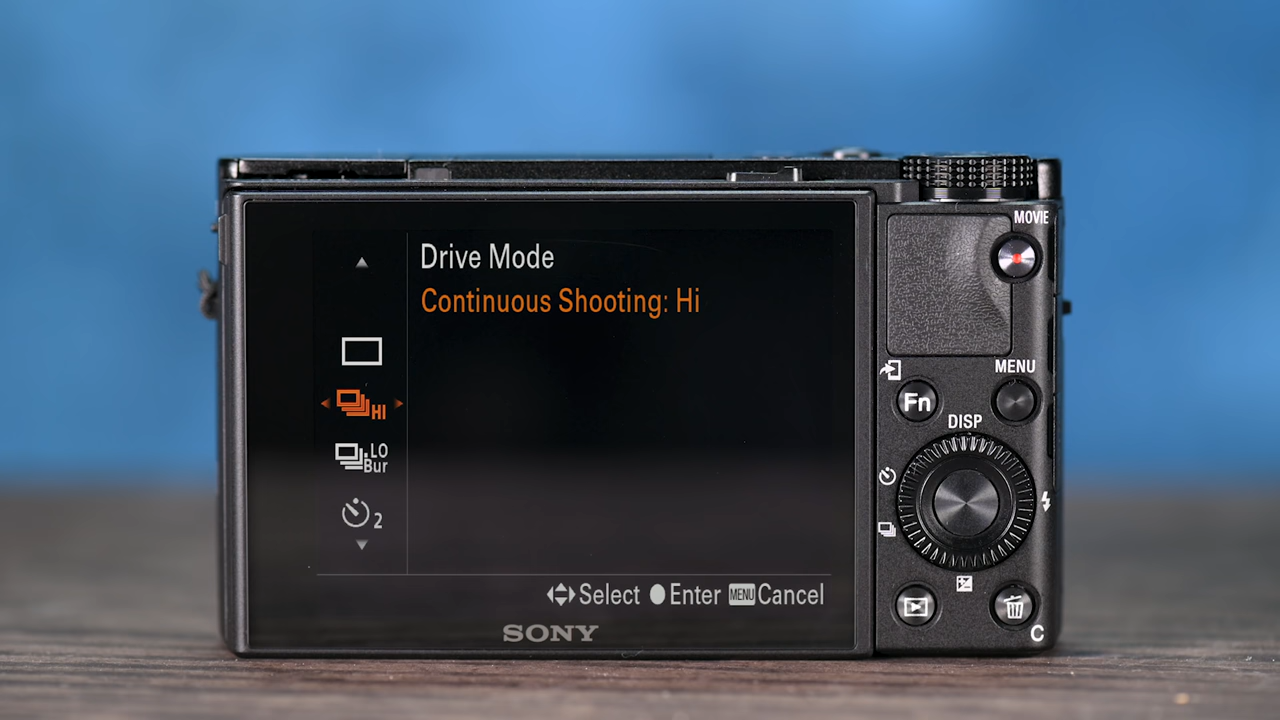 Drive Mode
Continuous Shooting: Hi
HI
LO
Bur
2
Select Enter MENU Cancel
SONY
MOVIE
MENU
Fn
DISP
C